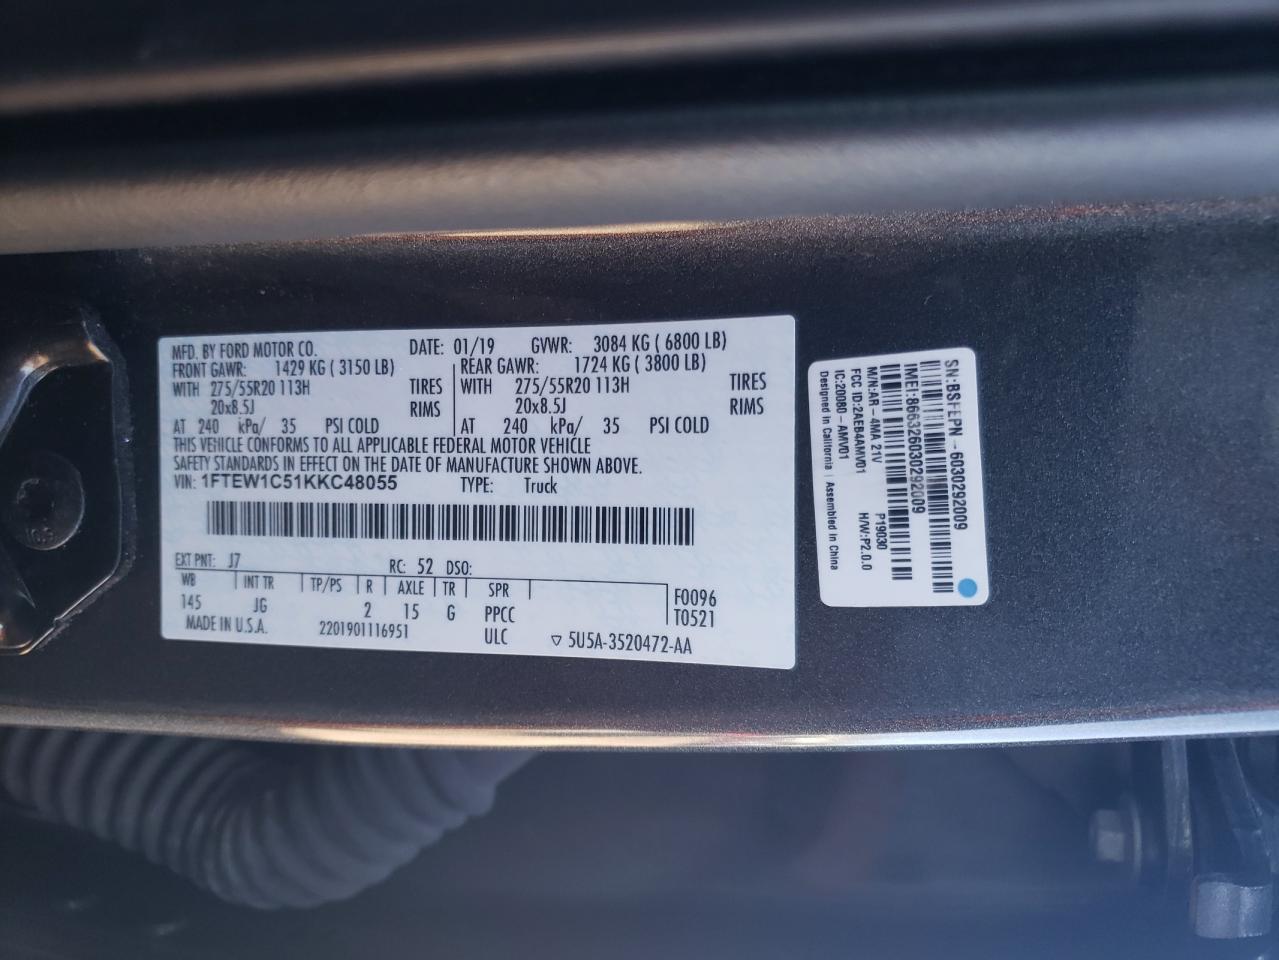 MFD. BY FORD MOTOR CO.
DATE: 01/19 GVWR: 3084 KG ( 6800 LB)
FRONT GAWR: 1429 KG ( 3150 LB) REAR GAWR: 1724 KG ( 3800 LB)
WITH 275/55R20 113H TIRES WITH 275/55R20 113H TIRES
20x8.5J RIMS 20x8.5J RIMS
AT 240 kPa/ 35 PSI COLD AT 240 kPa/ 35 PSI COLD
THIS VEHICLE CONFORMS TO ALL APPLICABLE FEDERAL MOTOR VEHICLE
SAFETY STANDARDS IN EFFECT ON THE DATE OF MANUFACTURE SHOWN ABOVE.
VIN: 1FTEW1C51KKC48055 TYPE: Truck
EXT PNT: J7 RC: 52 DSO:
WB INT TR TP/PS R AXLE TR SPR
145 JG 2 15 G PPCC F0096
ULC T0521
MADE IN U.S.A. 2201901116951 ▽ 5U5A-3520472-AA
SN:BSFEPN -6030292009
IMEI:866326030292009
M/N:AR-4MA 21V P19030
FCC ID:2AEB4AMV01 H/W:P2.0.0
IC:20080-AMV01
Designed in California | Assembled in China
10.9